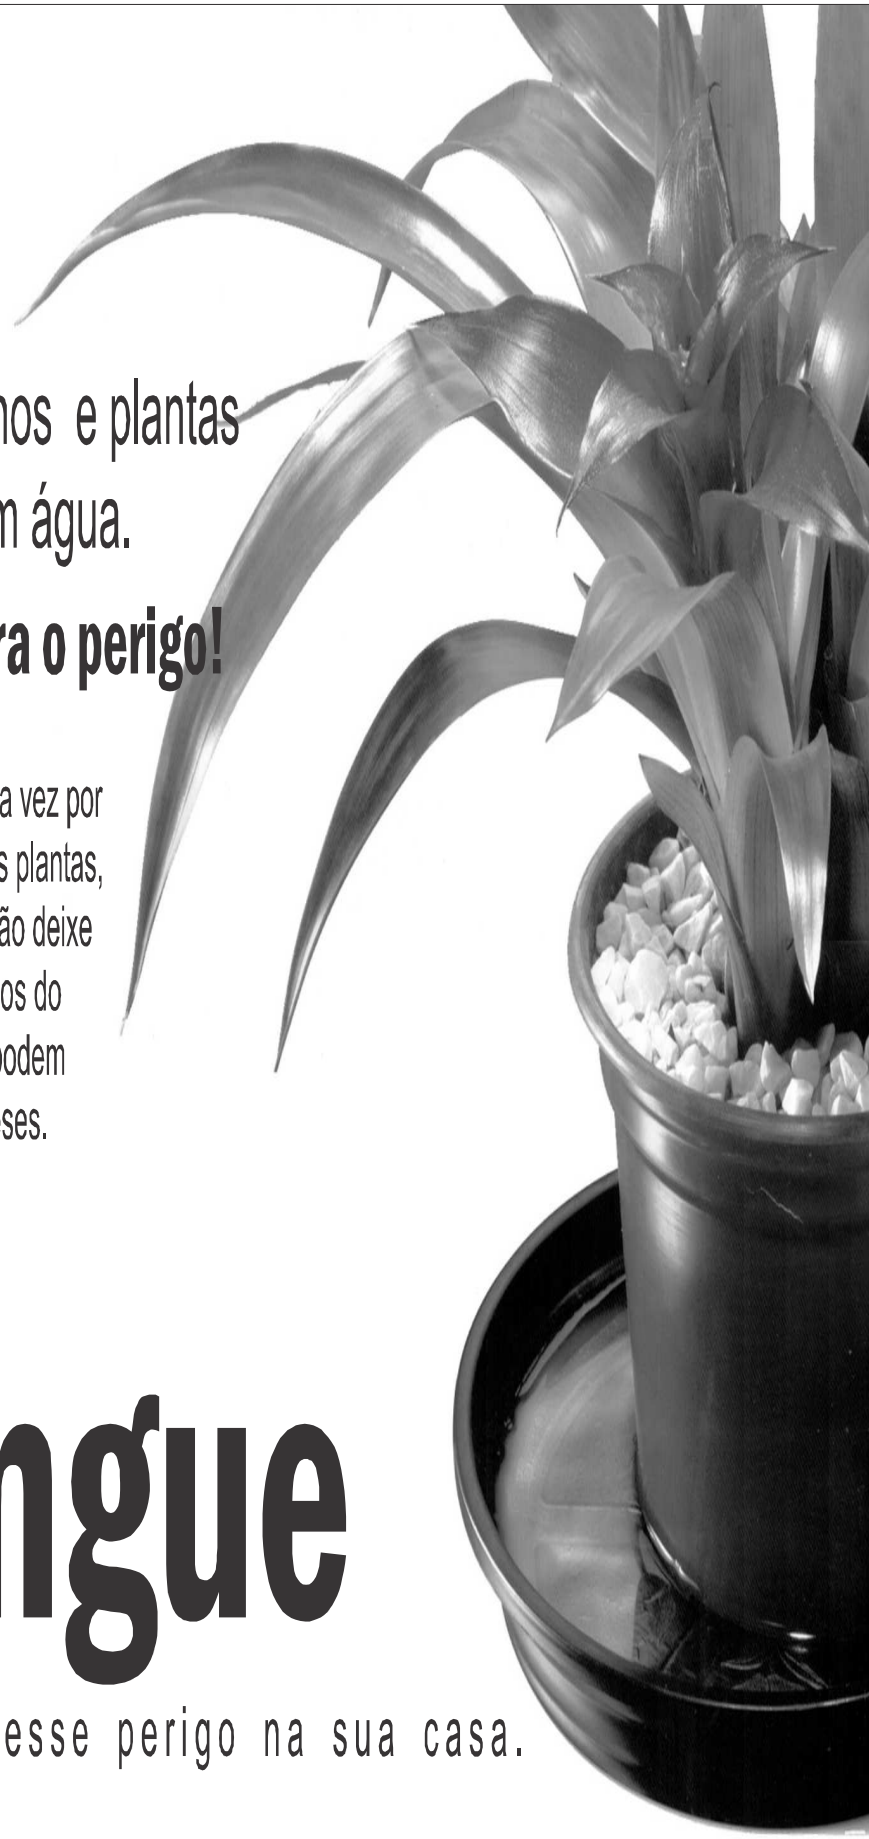 nos e plantas
m água.
ra o perigo!
a vez por
s plantas,
ão deixe
os do
podem
ses.
ngue
esse perigo na sua casa.